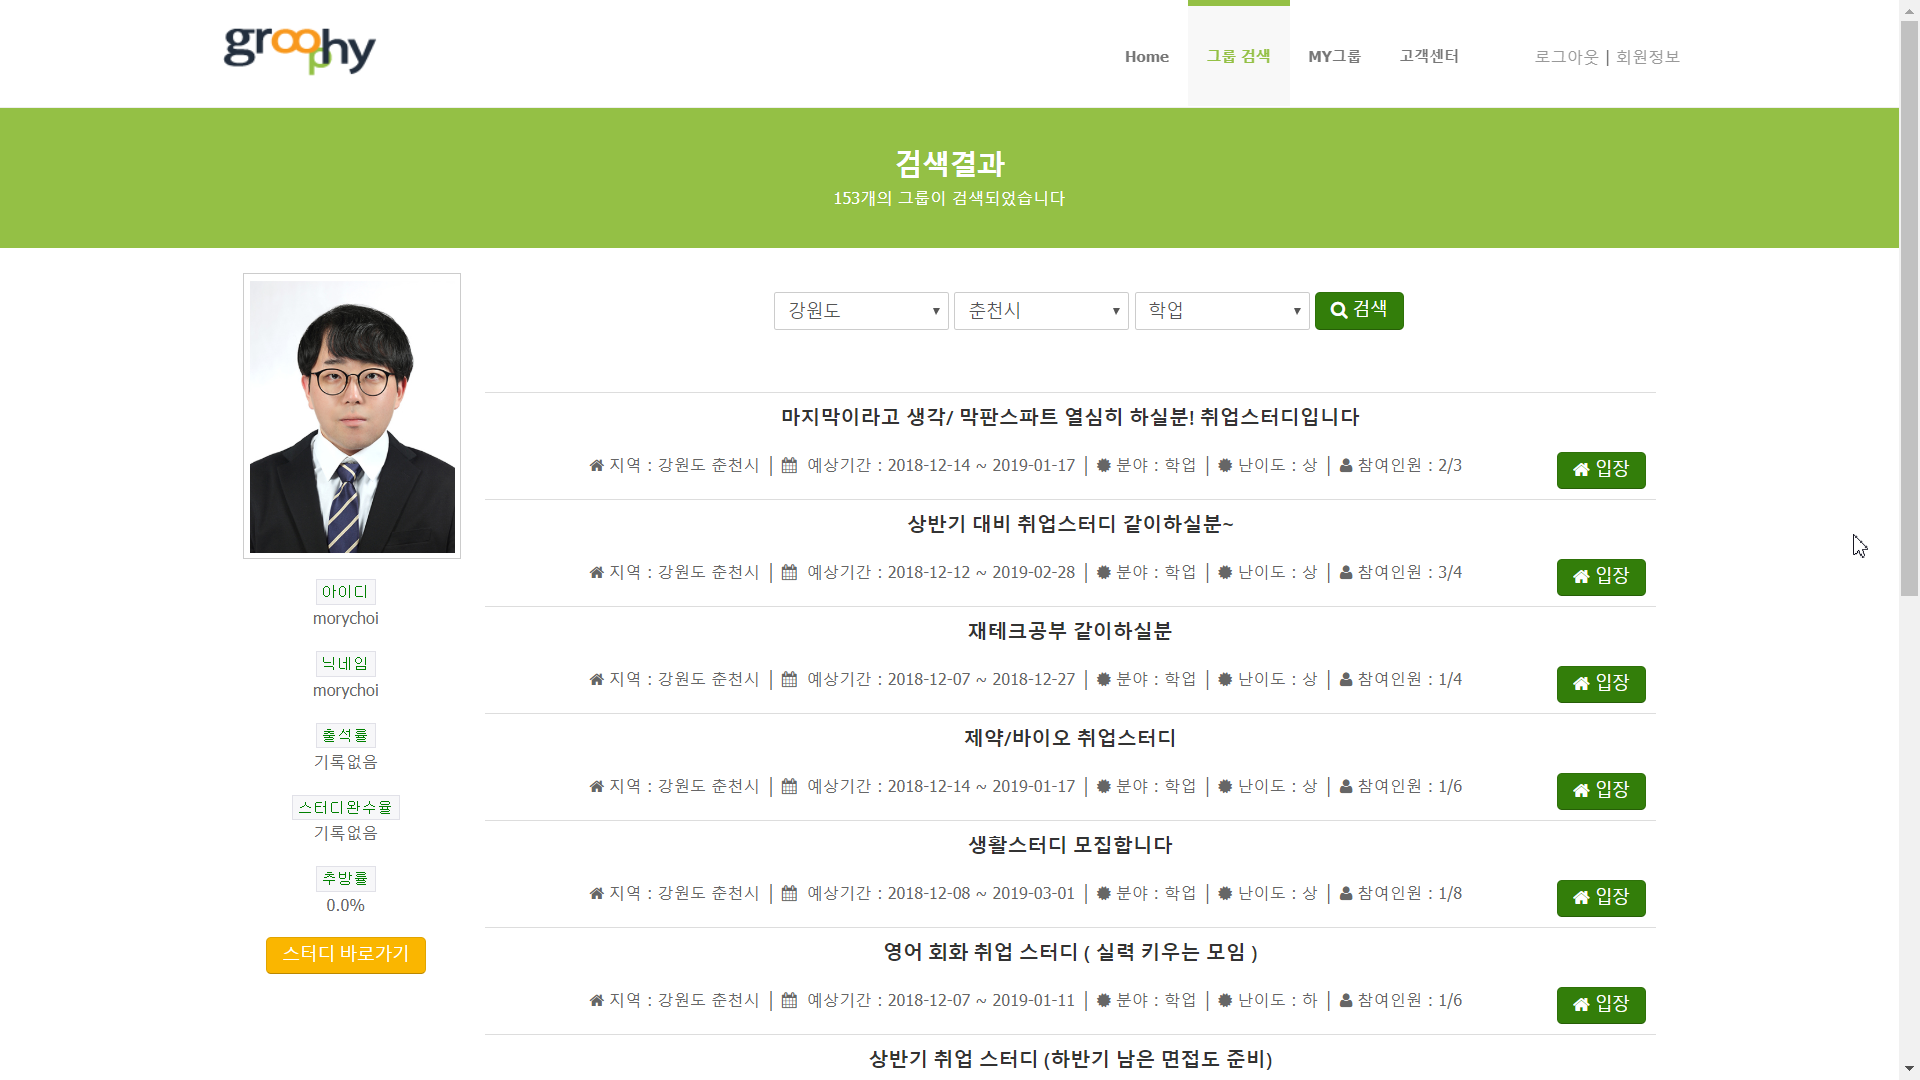 groophy
Home 그룹 검색 MY그룹 고객센터 로그아웃 | 회원정보
검색결과
153개의 그룹이 검색되었습니다
강원도 춘천시 학업 검색
마지막이라고 생각/ 막판스파트 열심히 하실분! 취업스터디입니다
지역 : 강원도 춘천시 | 예상기간 : 2018-12-14 ~ 2019-01-17 | 분야 : 학업 | 난이도 : 상 | 참여인원 : 2/3
입장
상반기 대비 취업스터디 같이하실분~
지역 : 강원도 춘천시 | 예상기간 : 2018-12-12 ~ 2019-02-28 | 분야 : 학업 | 난이도 : 상 | 참여인원 : 3/4
입장
재테크공부 같이하실분
지역 : 강원도 춘천시 | 예상기간 : 2018-12-07 ~ 2018-12-27 | 분야 : 학업 | 난이도 : 상 | 참여인원 : 1/4
입장
제약/바이오 취업스터디
지역 : 강원도 춘천시 | 예상기간 : 2018-12-14 ~ 2019-01-17 | 분야 : 학업 | 난이도 : 상 | 참여인원 : 1/6
입장
생활스터디 모집합니다
지역 : 강원도 춘천시 | 예상기간 : 2018-12-08 ~ 2019-03-01 | 분야 : 학업 | 난이도 : 상 | 참여인원 : 1/8
입장
영어 회화 취업 스터디 ( 실력 키우는 모임 )
지역 : 강원도 춘천시 | 예상기간 : 2018-12-07 ~ 2019-01-11 | 분야 : 학업 | 난이도 : 하 | 참여인원 : 1/6
입장
상반기 취업 스터디 (하반기 남은 면접도 준비)
아이디
morychoi
닉네임
morychoi
출석률
기록없음
스터디완수율
기록없음
추방률
0.0%
스터디 바로가기